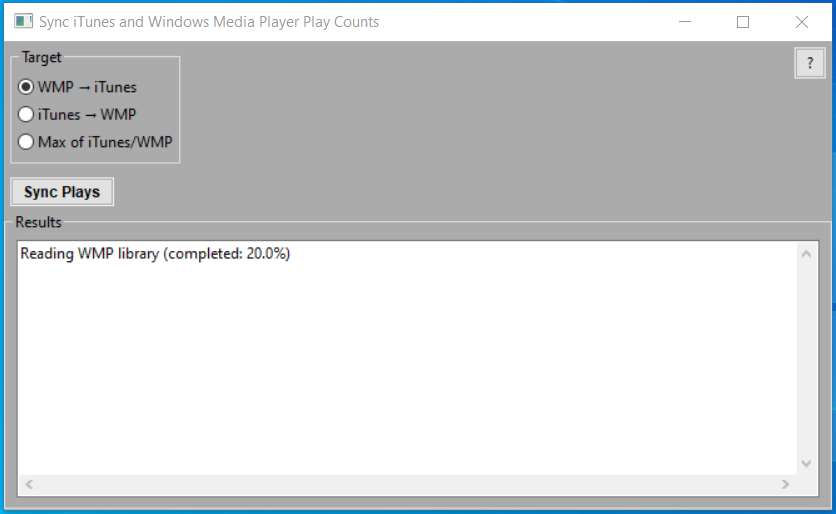 Sync iTunes and Windows Media Player Play Counts
Target
?
WMP → iTunes
iTunes → WMP
Max of iTunes/WMP
Sync Plays
Results
Reading WMP library (completed: 20.0%)